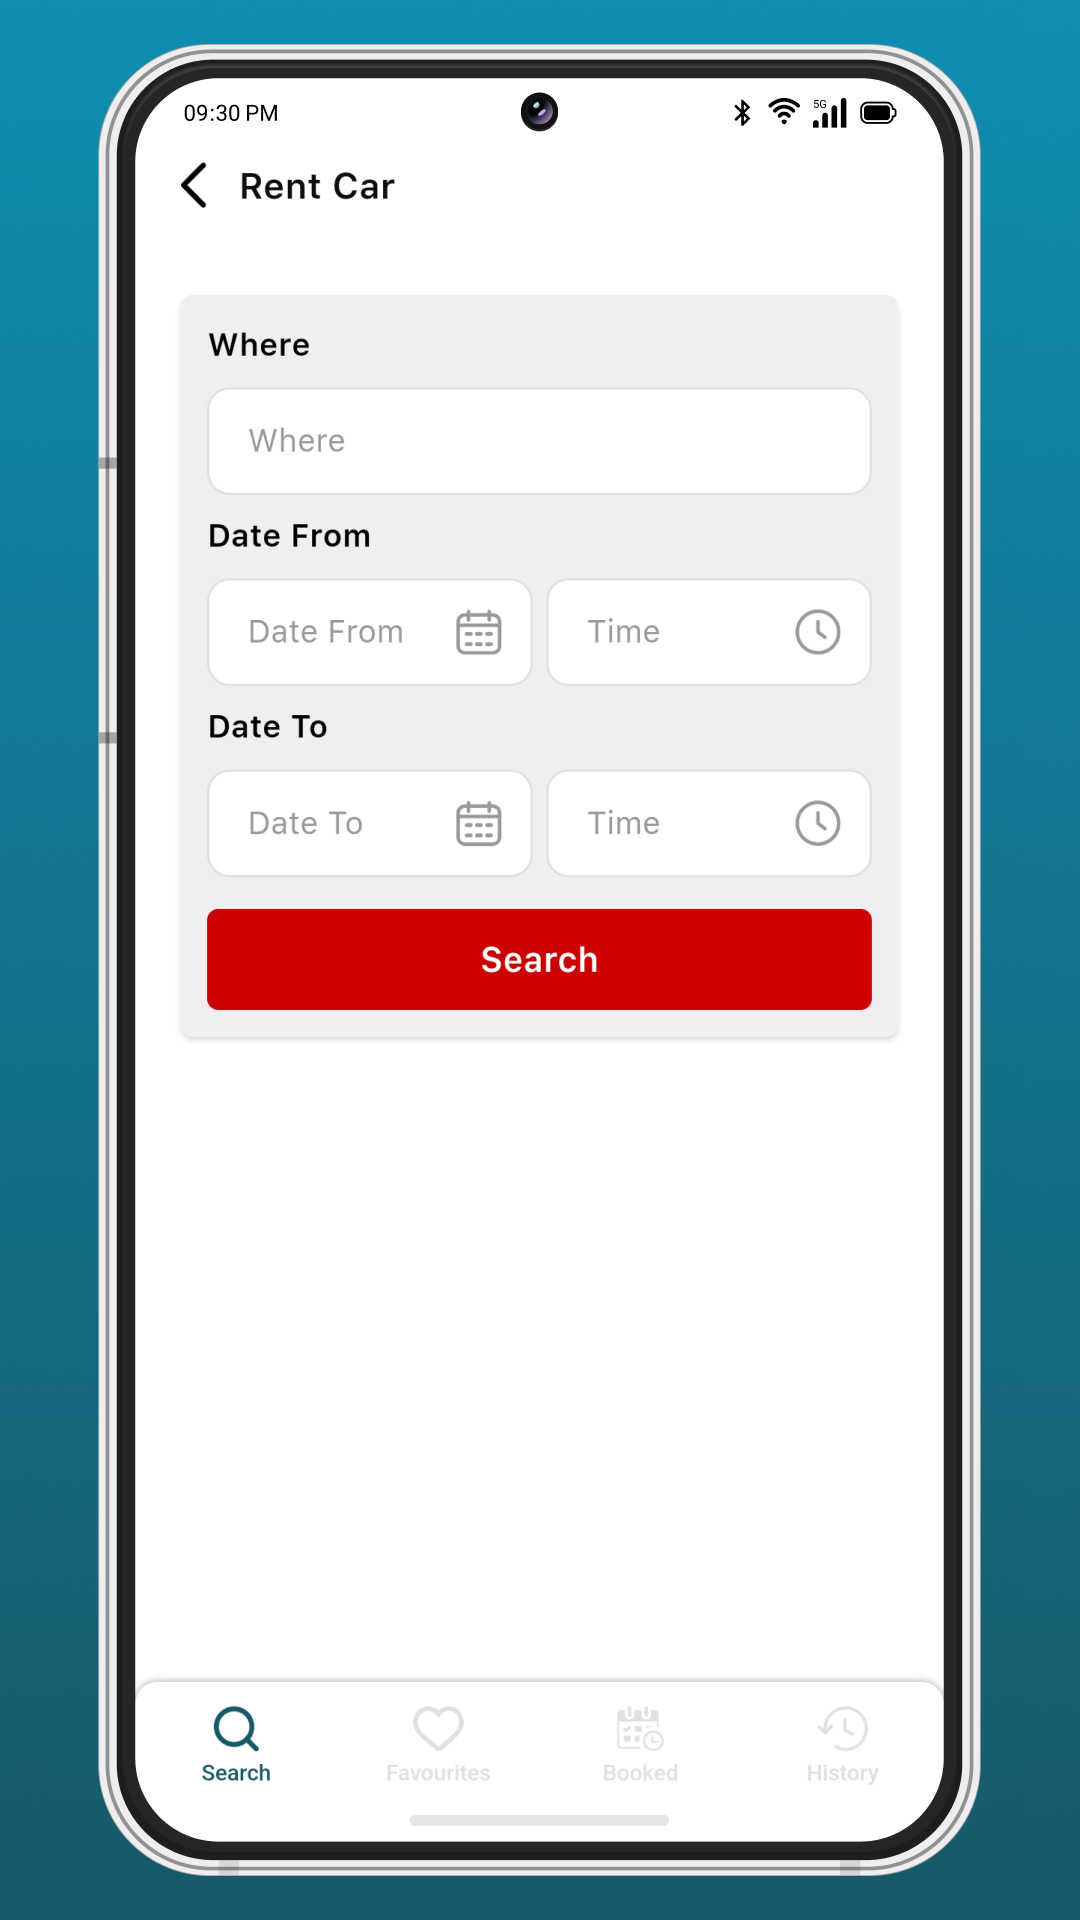 09:30 PM
5G
Rent Car
Where
Where
Date From
Date From
Time
Date To
Date To
Time
Search
Search
Favourites
Booked
History